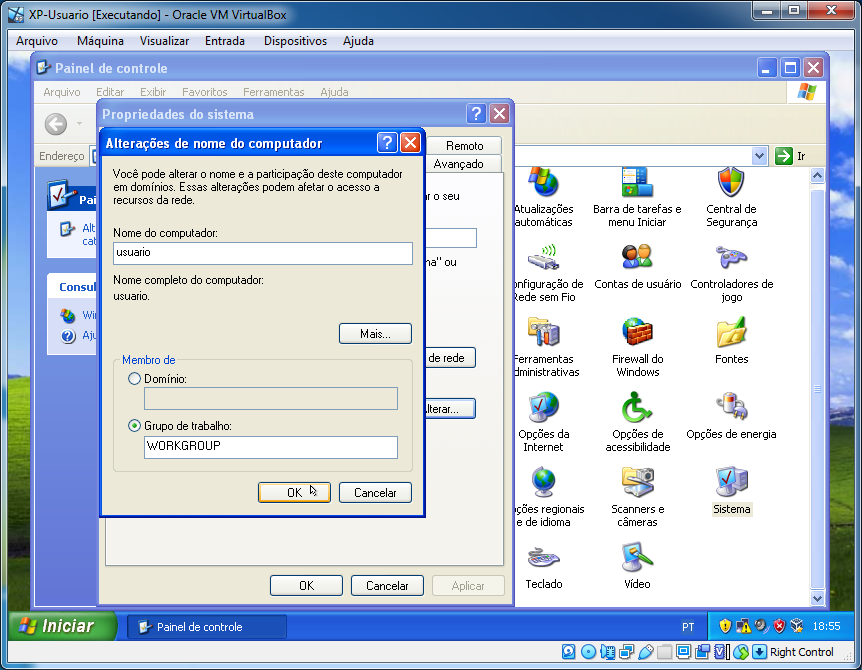 XP-Usuario [Executando] - Oracle VM VirtualBox
Arquivo Máquina Visualizar Entrada Dispositivos Ajuda
Painel de controle
Arquivo Editar Exibir Favoritos Ferramentas Ajuda
Endereço
Ir
Propriedades do sistema
Remoto
Avançado
ar o seu
na" ou
de rede
Alterar...
OK Cancelar Aplicar
Alterações de nome do computador
Você pode alterar o nome e a participação deste computador
em domínios. Essas alterações podem afetar o acesso a
recursos da rede.
Nome do computador:
usuario
Nome completo do computador:
usuario.
Mais...
Membro de
Domínio:
Grupo de trabalho:
WORKGROUP
OK Cancelar
Pai
Alt
cat
Consul
Win
Aju
Atualizações
automáticas
Barra de tarefas e
menu Iniciar
Central de
Segurança
onfiguração de
Rede sem Fio
Contas de usuário
Controladores de
jogo
Ferramentas
dministrativas
Firewall do
Windows
Fontes
Opções da
Internet
Opções de
acessibilidade
Opções de energia
ções regionais
e de idioma
Scanners e
câmeras
Sistema
Teclado
Vídeo
Iniciar
Painel de controle
PT
18:55
Right Control